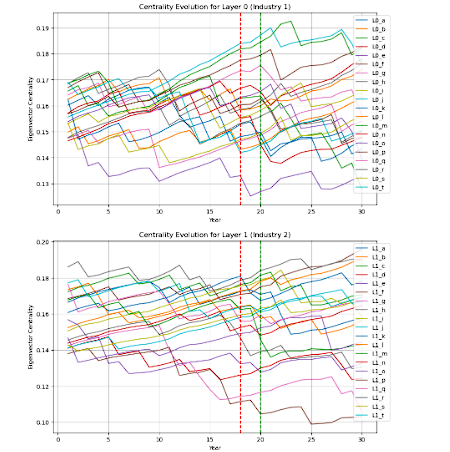 Centrality Evolution for Layer 0 (Industry 1)
0.19
0.18
0.17
0.16
0.15
0.14
0.13
Eigenvector Centrality
0
5
10
15
20
25
30
Year
L0_a
L0_b
L0_c
L0_d
L0_e
L0_f
L0_g
L0_h
L0_i
L0_j
L0_k
L0_l
L0_m
L0_n
L0_o
L0_p
L0_q
L0_r
L0_s
L0_t
Centrality Evolution for Layer 1 (Industry 2)
0.20
0.18
0.16
0.14
0.12
0.10
Eigenvector Centrality
0
5
10
15
20
25
30
Year
L1_a
L1_b
L1_c
L1_d
L1_e
L1_f
L1_g
L1_h
L1_i
L1_j
L1_k
L1_l
L1_m
L1_n
L1_o
L1_p
L1_q
L1_r
L1_s
L1_t